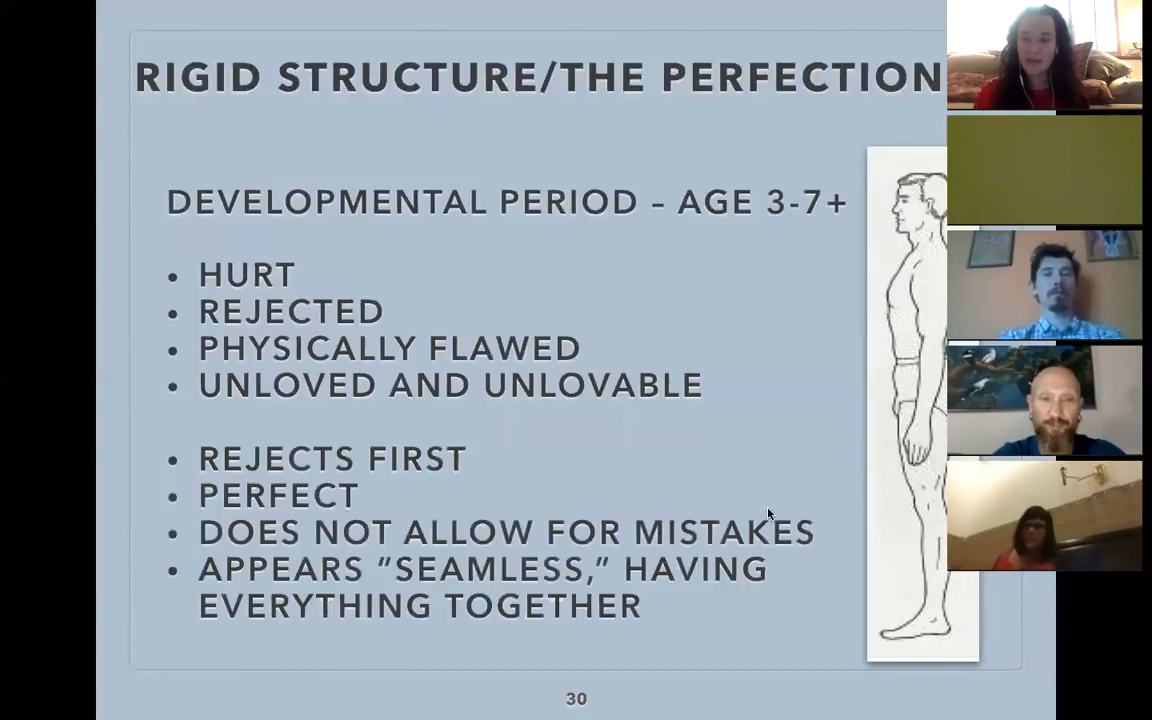 RIGID STRUCTURE/THE PERFECTION
DEVELOPMENTAL PERIOD – AGE 3-7+
• HURT
• REJECTED
• PHYSICALLY FLAWED
• UNLOVED AND UNLOVABLE
• REJECTS FIRST
• PERFECT
• DOES NOT ALLOW FOR MISTAKES
• APPEARS “SEAMLESS,” HAVING
EVERYTHING TOGETHER
30